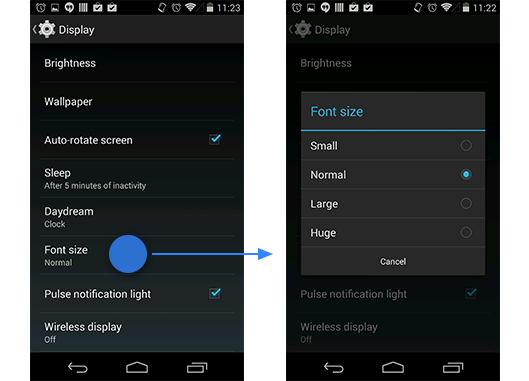 11:23
Display
Brightness
Wallpaper
Auto-rotate screen
Sleep
After 5 minutes of inactivity
Daydream
Clock
Font size
Normal
Pulse notification light
Wireless display
Off
11:22
Display
Brightness
Font size
Small
Normal
Large
Huge
Cancel
Pulse notification light
Wireless display
Off